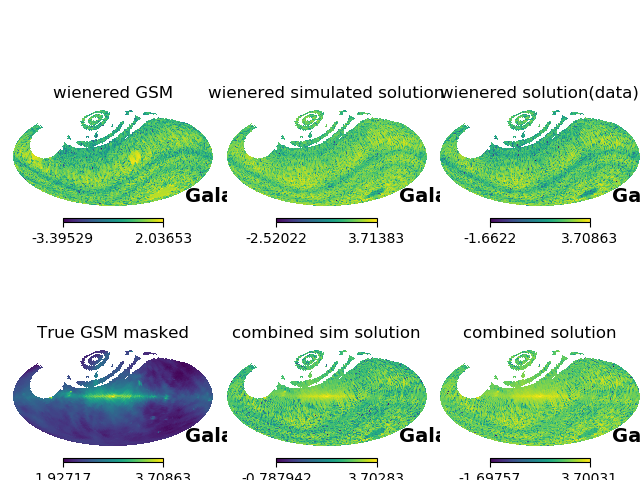 wienered GSM
wienered simulated solution
wienered solution(data)
Gala
Gala
Ga
-3.39529 2.03653
-2.52022 3.71383
-1.6622 3.70863
True GSM masked
combined sim solution
combined solution
Gala
Gala
Ga
1.92717 3.70863
-0.787942 3.70283
-1.69757 3.70031